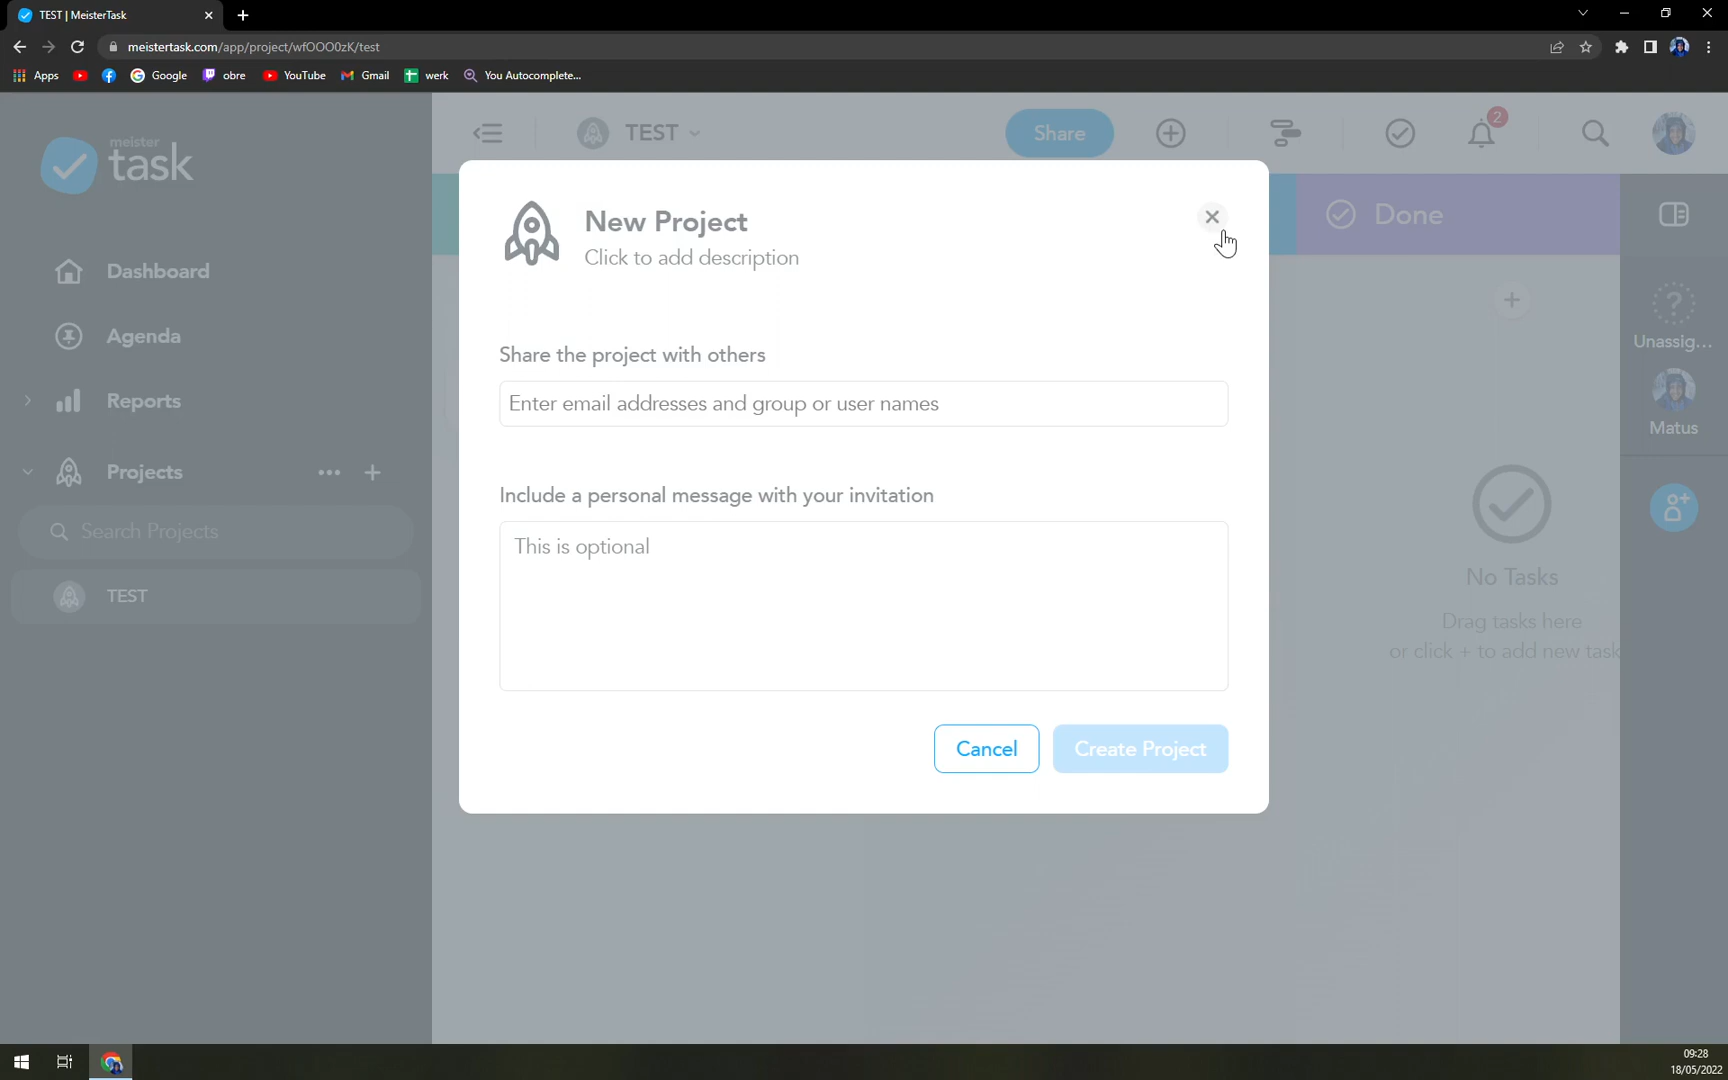 TEST | MeisterTask
meistertask.com/app/project/wfOOO0zK/test
Apps
Google
obre
YouTube
Gmail
werk
You Autocomplete...
meister
task
Dashboard
Agenda
Reports
Projects
Search Projects
TEST
TEST
Share
2
Done
Unassig...
Matus
No Tasks
Drag tasks here
or click + to add new task
New Project
Click to add description
Share the project with others
Enter email addresses and group or user names
Include a personal message with your invitation
This is optional
Cancel
Create Project
09:28
18/05/2022